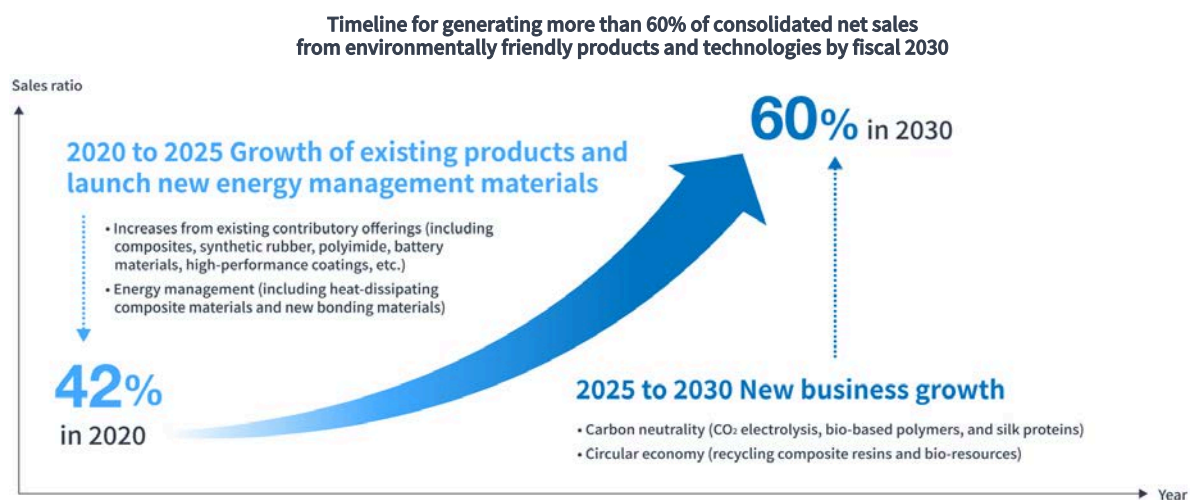 Timeline for generating more than 60% of consolidated net sales
from environmentally friendly products and technologies by fiscal 2030
Sales ratio
60% in 2030
2020 to 2025 Growth of existing products and
launch new energy management materials
• Increases from existing contributory offerings (including
composites, synthetic rubber, polyimide, battery
materials, high-performance coatings, etc.)
• Energy management (including heat-dissipating
composite materials and new bonding materials)
42%
in 2020
2025 to 2030 New business growth
• Carbon neutrality (CO₂ electrolysis, bio-based polymers, and silk proteins)
• Circular economy (recycling composite resins and bio-resources)
Year